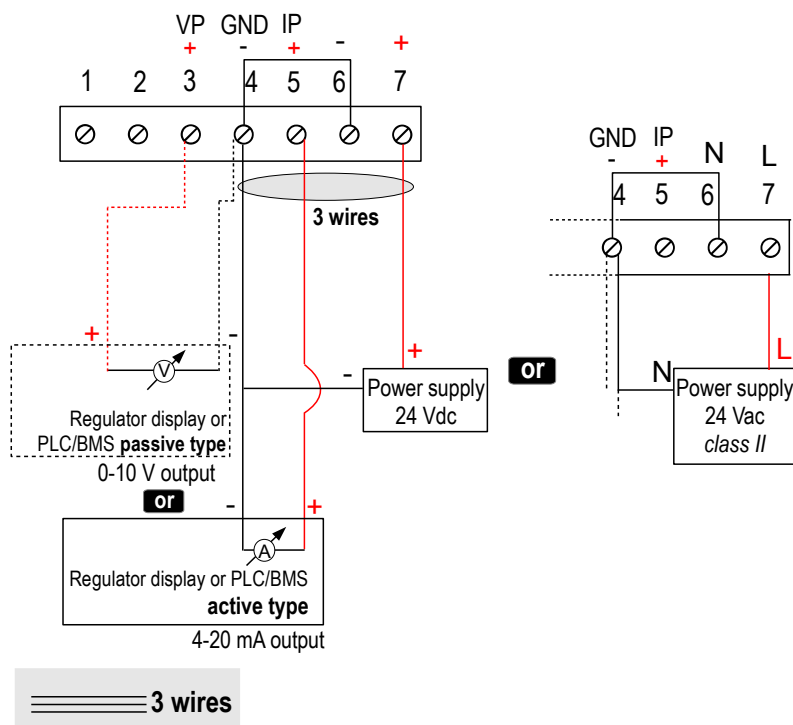 VP GND IP
+ - + - +
1 2 3 4 5 6 7
3 wires
+ -
V
Regulator display or
PLC/BMS passive type
0-10 V output
or
- +
Power supply
24 Vdc
- +
A
Regulator display or PLC/BMS
active type
4-20 mA output
3 wires
or
GND IP N L
- +
4 5 6 7
L
N
Power supply
24 Vac
class II